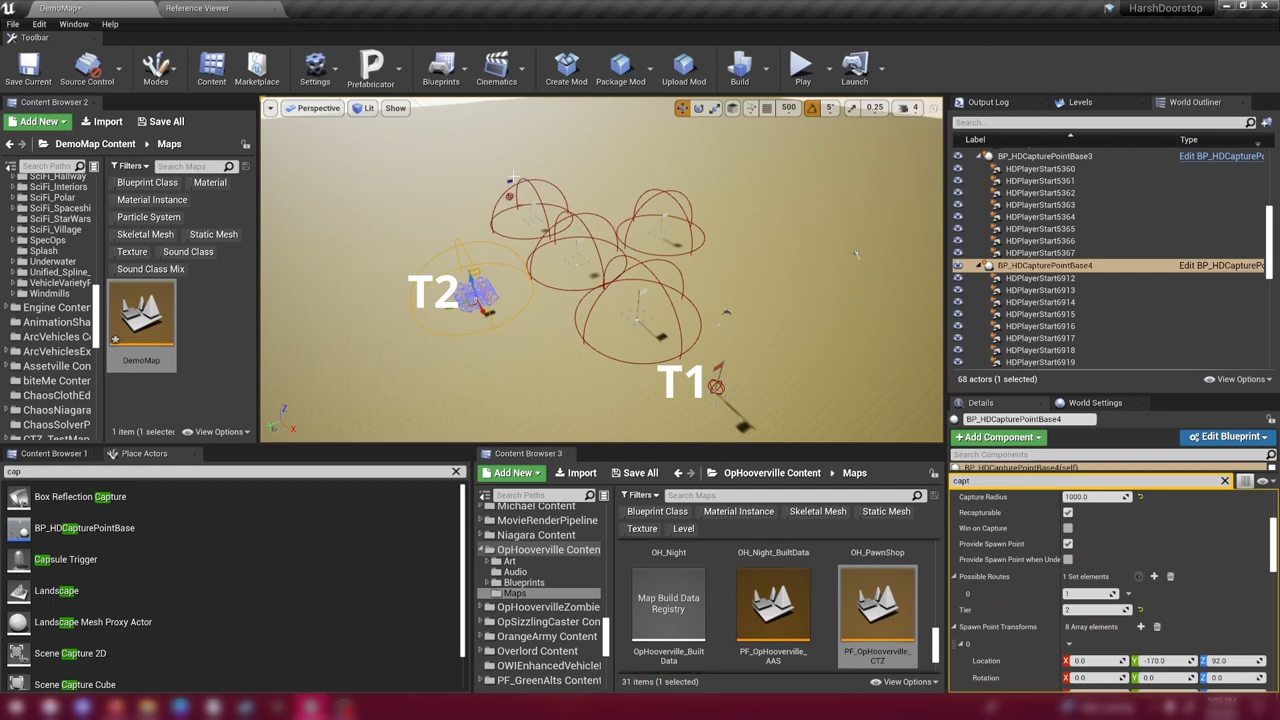 DemoMap*
Reference Viewer
HarshDoorstop
File Edit Window Help
Toolbar
Save Current
Source Control
Modes
Content
Marketplace
Settings
Prefabricator
Blueprints
Cinematics
Create Mod
Package Mod
Upload Mod
Build
Play
Launch
Content Browser 2
Add New
Import
Save All
DemoMap Content
Maps
Search Paths
Filters
Search Maps
SciFi_Hallway
SciFi_Interiors
SciFi_Polar
SciFi_Spaceshi
SciFi_StarWars
SciFi_Village
SpecOps
Splash
Underwater
Unified_Spline_
VehicleVarietyF
Windmills
Engine Conten
AnimationSha
ArcVehicles Co
ArcVehiclesEx
Assetville Cont
biteMe Conten
ChaosClothEd
ChaosNiagara
ChaosSolverP
CTZ_TestMap
Blueprint Class
Material
Material Instance
Particle System
Skeletal Mesh
Static Mesh
Texture
Sound Class
Sound Class Mix
DemoMap
1 item (1 selectec
View Options
Perspective
Lit
Show
500
5°
0.25
4
T2
T1
Z
X
Output Log
Levels
World Outliner
Search...
Label
Type
BP_HDCapturePointBase3
Edit BP_HDCapturePo
HDPlayerStart5360
HDPlayerStart5361
HDPlayerStart5362
HDPlayerStart5363
HDPlayerStart5364
HDPlayerStart5365
HDPlayerStart5366
HDPlayerStart5367
BP_HDCapturePointBase4
Edit BP_HDCapturePo
HDPlayerStart6912
HDPlayerStart6913
HDPlayerStart6914
HDPlayerStart6915
HDPlayerStart6916
HDPlayerStart6917
HDPlayerStart6918
HDPlayerStart6919
68 actors (1 selected)
View Options
Details
World Settings
BP_HDCapturePointBase4
Add Component
Edit Blueprint
Search Components
BP_HDCapturePointBase4(self)
capt
Capture Radius
1000.0
Recapturable
Win on Capture
Provide Spawn Point
Provide Spawn Point when Unde
Possible Routes
1 Set elements
0
1
Tier
2
Spawn Point Transforms
8 Array elements
0
Location
X 0.0
Y -170.0
Z 92.0
Rotation
X 0.0
Y 0.0
Z 0.0
Content Browser 1
Place Actors
cap
Box Reflection Capture
BP_HDCapturePointBase
Capsule Trigger
Landscape
Landscape Mesh Proxy Actor
Scene Capture 2D
Scene Capture Cube
Content Browser 3
Add New
Import
Save All
OpHooverville Content
Maps
Search Paths
Filters
Search Maps
Michael Content
MovieRenderPipeline
Niagara Content
OpHooverville Conten
Art
Audio
Blueprints
Maps
OpHoovervilleZombie
OpSizzlingCaster Con
OrangeArmy Content
Overlord Content
OWIEnhancedVehicle
PF_GreenAlts Content
Blueprint Class
Material Instance
Skeletal Mesh
Static Mesh
Texture
Level
OH_Night
OH_Night_BuiltData
OH_PawnShop
Map Build Data
Registry
OpHooverville_Built
Data
PF_OpHooverville_
AAS
PF_OpHooverville_
CTZ
31 items (1 selected)
View Options